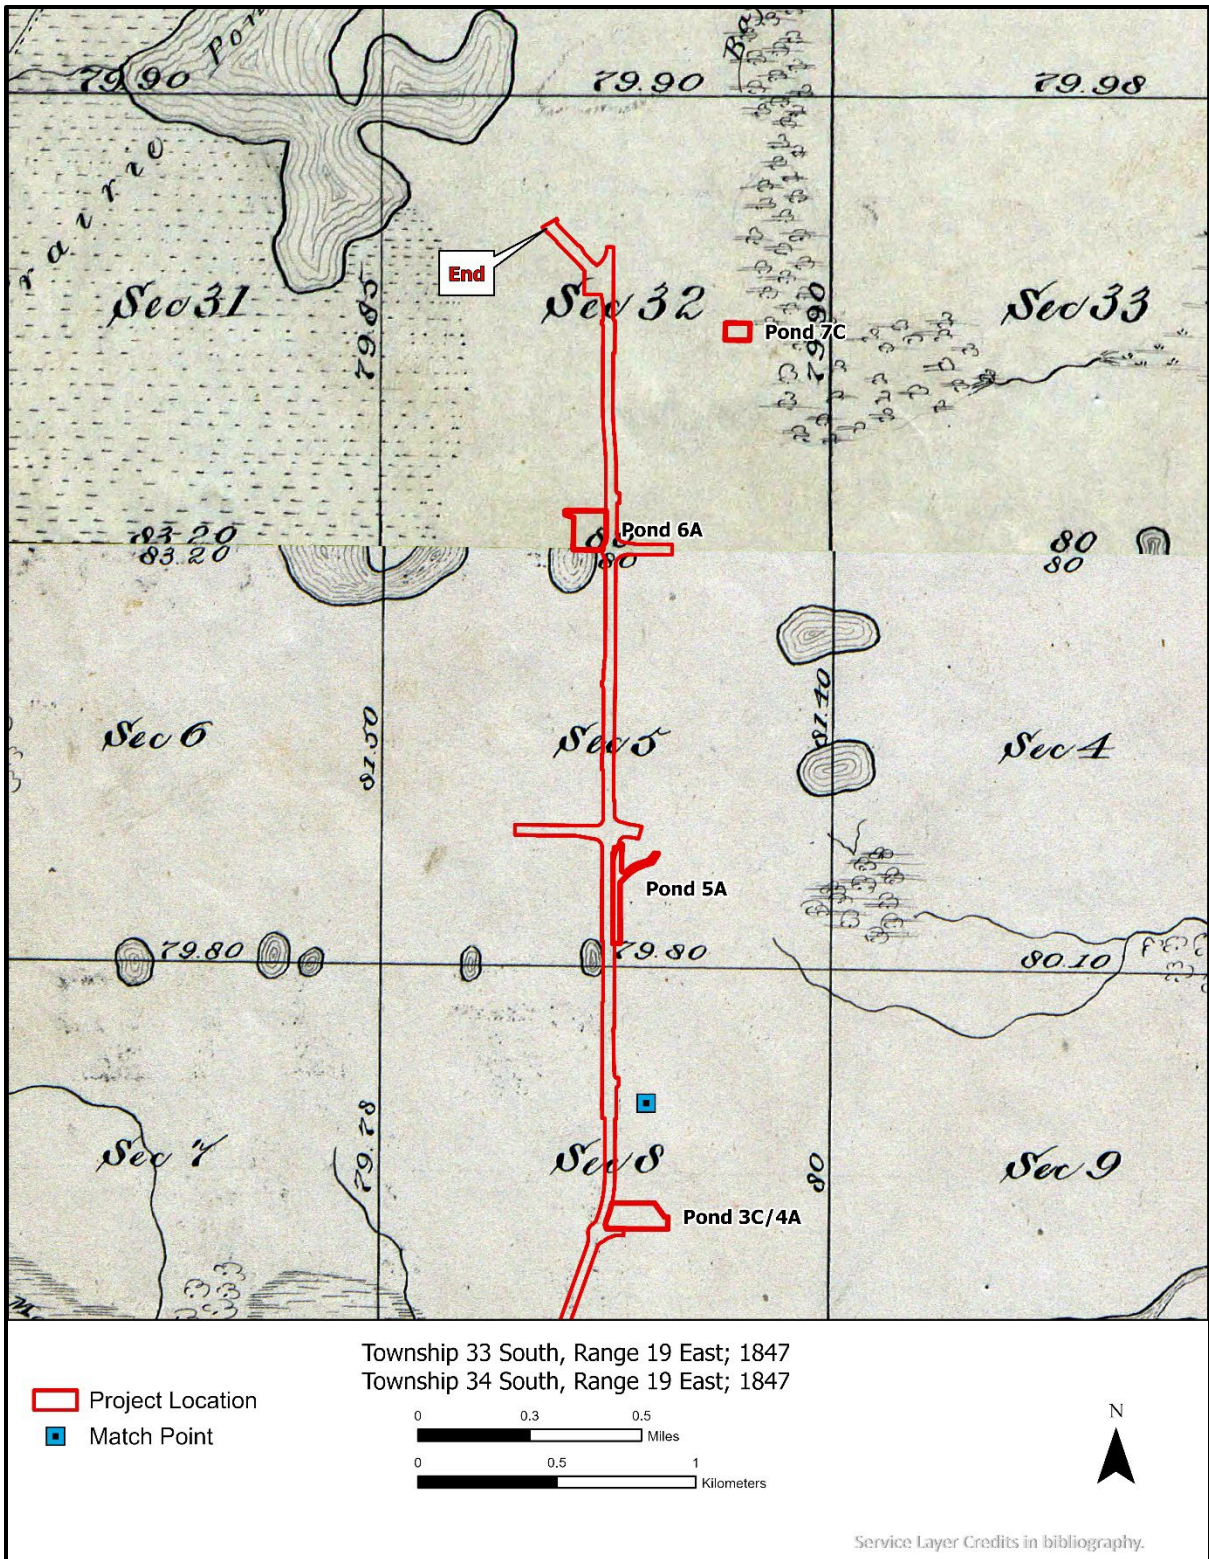 Pon
Ba
79.90
79.90
79.98
rairie
End
Sec 31
79.85
Sec 32
79.90
Sec 33
Pond 7C
Pond 6A
83.20
80
83.20
80
80
80
Sec 6
81.50
Sec 5
81.40
Sec 4
Pond 5A
79.80
79.80
80.10
Sec 7
79.78
Sec 8
80
Sec 9
Pond 3C/4A
Township 33 South, Range 19 East; 1847
Township 34 South, Range 19 East; 1847
Project Location
Match Point
0 0.3 0.5
Miles
0 0.5 1
Kilometers
N
Service Layer Credits in bibliography.